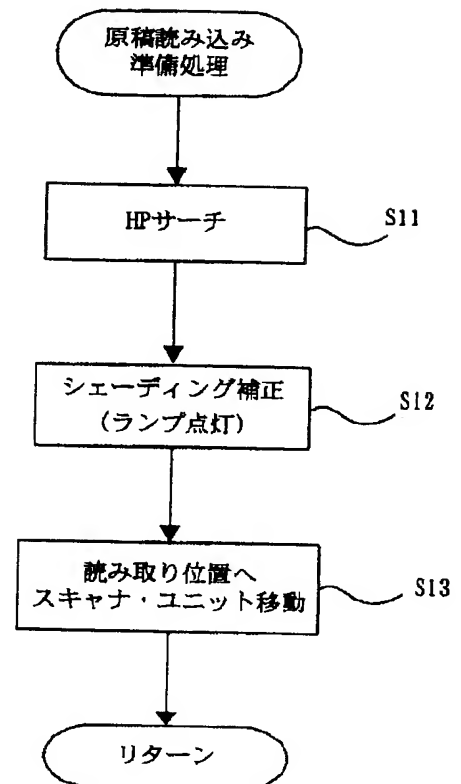 原稿読み込み
準備処理
HPサーチ
S11
シェーディング補正
(ランプ点灯)
S12
読み取り位置へ
スキャナ・ユニット移動
S13
リターン